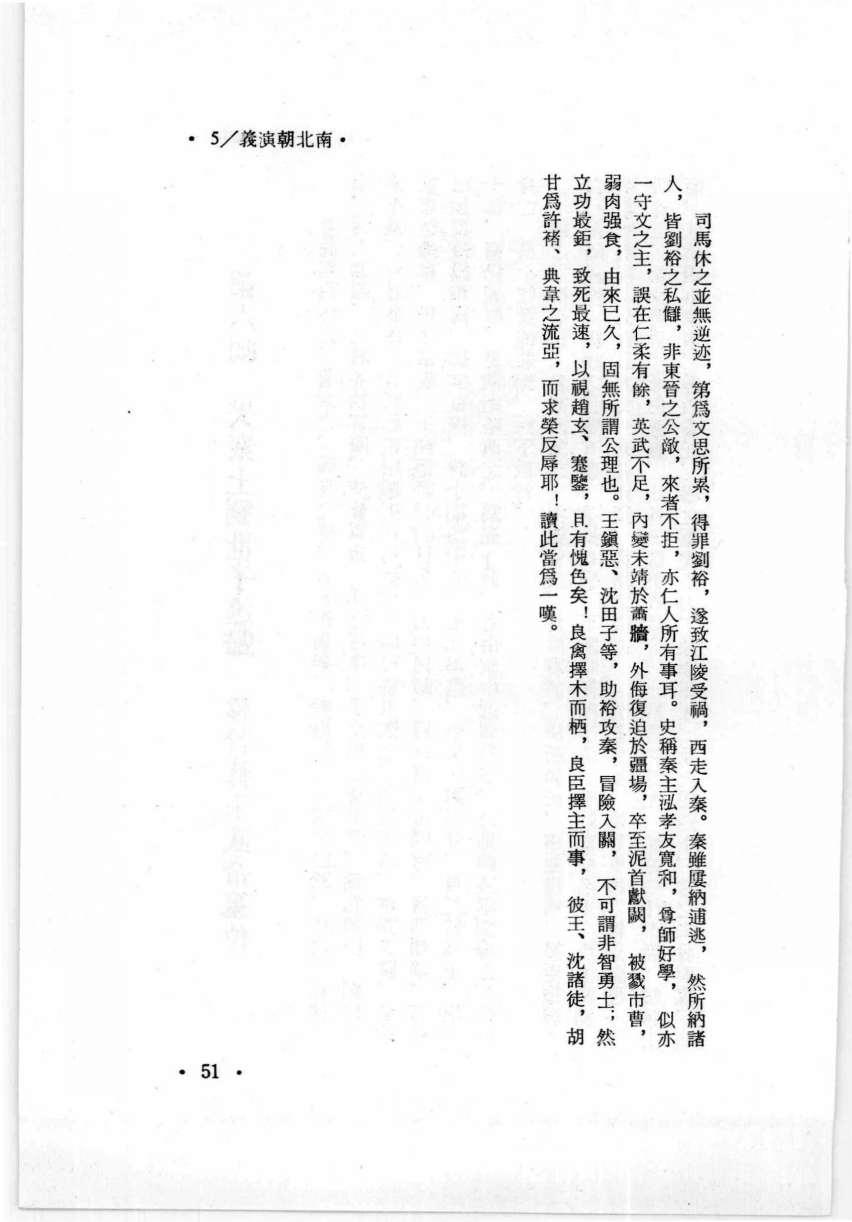 • 5／義演朝北南 •
司馬休之並無逆迹，第爲文思所累，得罪劉裕，遂致江陵受禍，西走入秦。秦雖屢納逋逃，然所納諸
人，皆劉裕之私讎，非東晉之公敵，來者不拒，亦仁人所有事耳。史稱秦主泓孝友寬和，尊師好學，似亦
一守文之主，誤在仁柔有餘，英武不足，內變未靖於蕭牆，外侮復迫於疆場，卒至泥首獻闕，被戮市曹，
弱肉强食，由來已久，固無所謂公理也。王鎭惡、沈田子等，助裕攻秦，冒險入關，不可謂非智勇士；然
立功最鉅，致死最速，以視趙玄、蹇鑒，且有愧色矣！良禽擇木而栖，良臣擇主而事，彼王、沈諸徒，胡
甘爲許褚、典韋之流亞，而求榮反辱耶！讀此當爲一嘆。
• 51 •